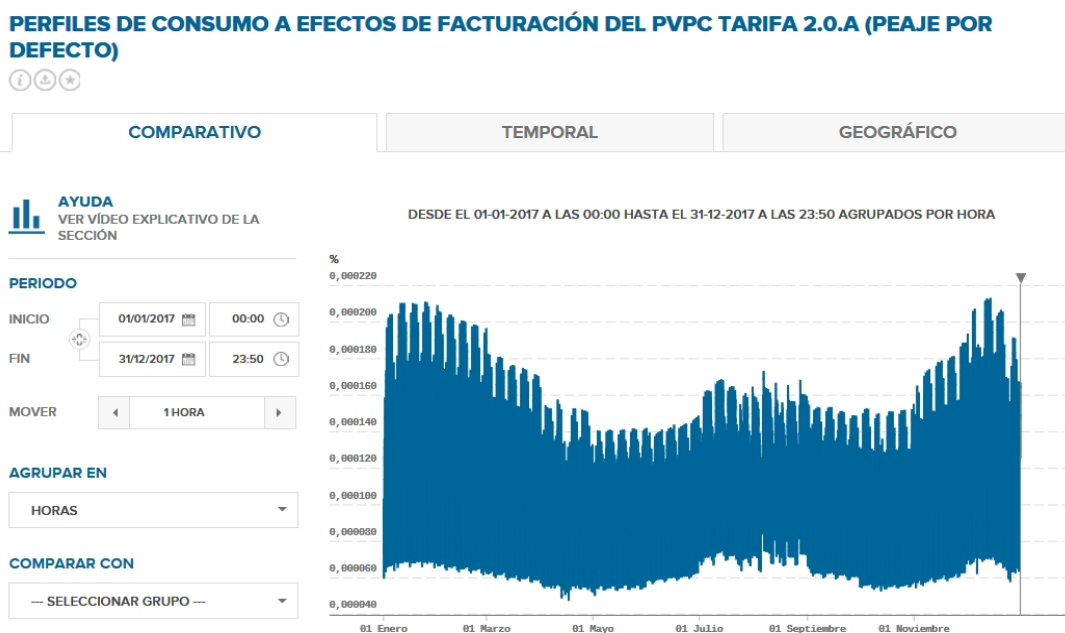 PERFILES DE CONSUMO A EFECTOS DE FACTURACIÓN DEL PVPC TARIFA 2.0.A (PEAJE POR
DEFECTO)
COMPARATIVO
TEMPORAL
GEOGRÁFICO
AYUDA
VER VÍDEO EXPLICATIVO DE LA
SECCIÓN
PERIODO
INICIO
01/01/2017
00:00
FIN
31/12/2017
23:50
MOVER
1 HORA
AGRUPAR EN
HORAS
COMPARAR CON
--- SELECCIONAR GRUPO ---
DESDE EL 01-01-2017 A LAS 00:00 HASTA EL 31-12-2017 A LAS 23:50 AGRUPADOS POR HORA
%
0,000220
0,000200
0,000180
0,000160
0,000140
0,000120
0,000100
0,000080
0,000060
0,000040
01 Enero
01 Marzo
01 Mayo
01 Julio
01 Septiembre
01 Noviembre